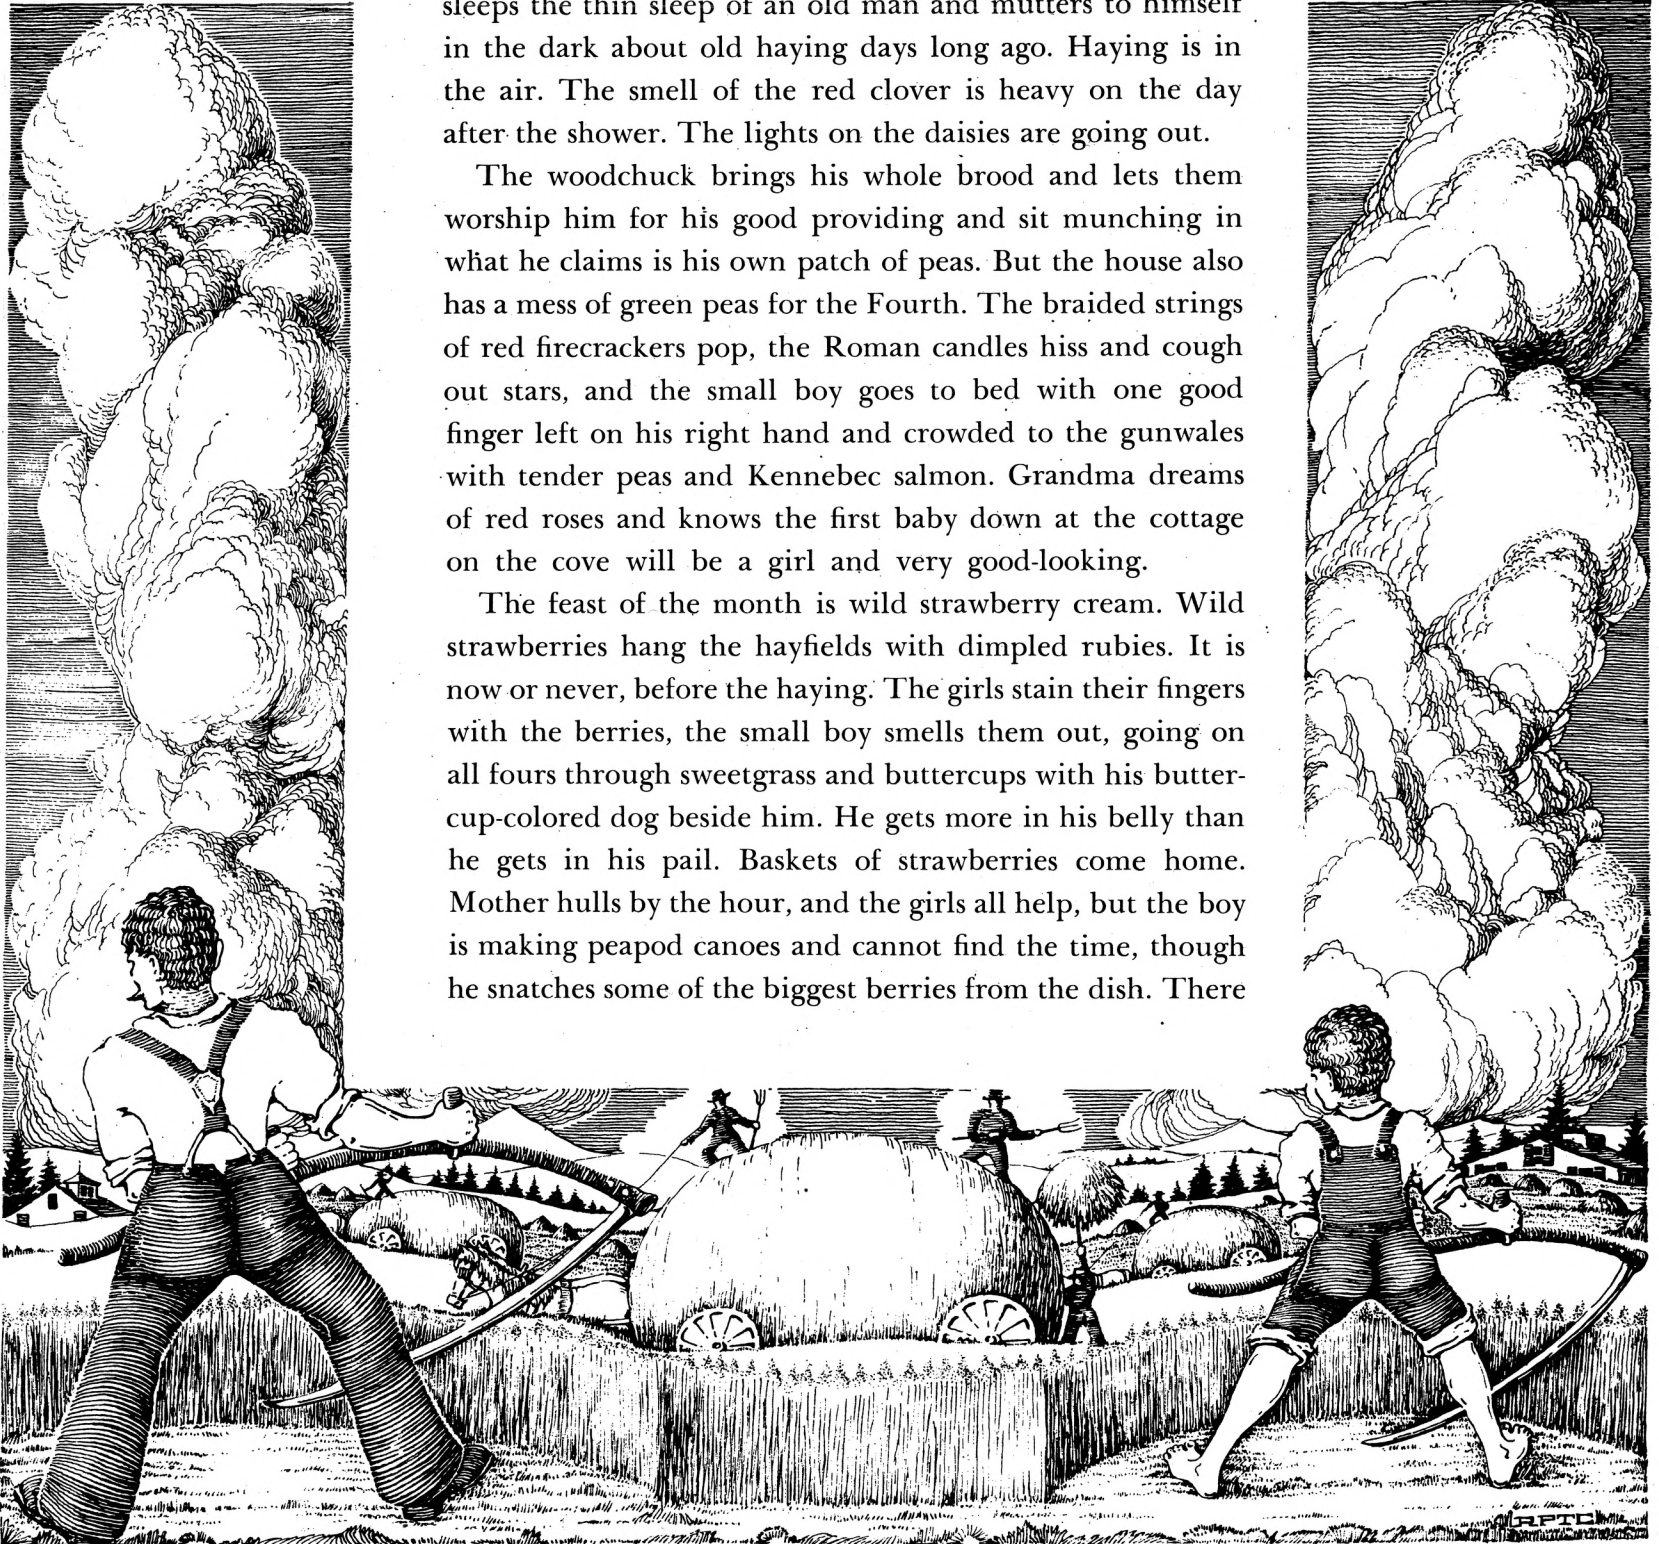 sleeps the thin sleep of an old man and mutters to himself
in the dark about old haying days long ago. Haying is in
the air. The smell of the red clover is heavy on the day
after the shower. The lights on the daisies are going out.
The woodchuck brings his whole brood and lets them
worship him for his good providing and sit munching in
what he claims is his own patch of peas. But the house also
has a mess of green peas for the Fourth. The braided strings
of red firecrackers pop, the Roman candles hiss and cough
out stars, and the small boy goes to bed with one good
finger left on his right hand and crowded to the gunwales
with tender peas and Kennebec salmon. Grandma dreams
of red roses and knows the first baby down at the cottage
on the cove will be a girl and very good-looking.
The feast of the month is wild strawberry cream. Wild
strawberries hang the hayfields with dimpled rubies. It is
now or never, before the haying. The girls stain their fingers
with the berries, the small boy smells them out, going on
all fours through sweetgrass and buttercups with his butter-
cup-colored dog beside him. He gets more in his belly than
he gets in his pail. Baskets of strawberries come home.
Mother hulls by the hour, and the girls all help, but the boy
is making peapod canoes and cannot find the time, though
he snatches some of the biggest berries from the dish. There
RPTC